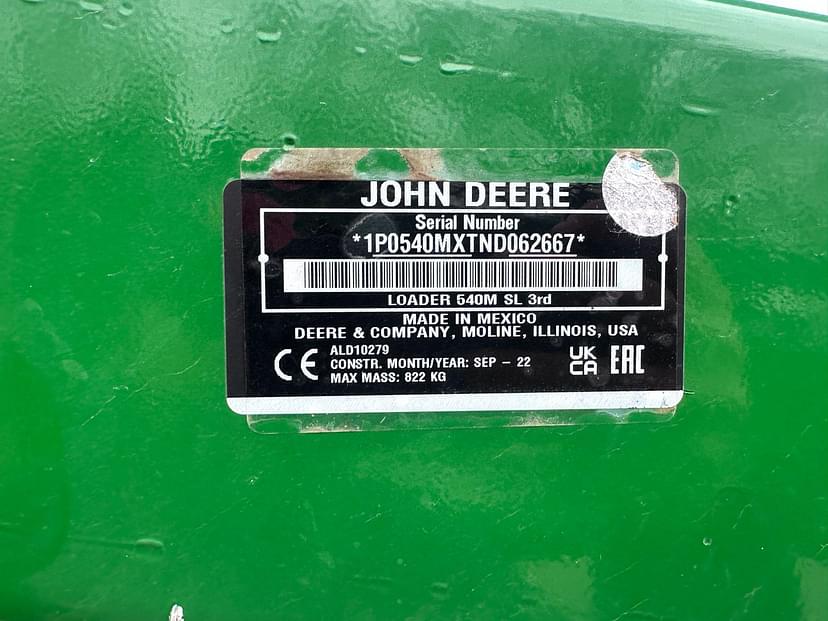 JOHN DEERE
Serial Number
*1P0540MXTND062667*
LOADER 540M SL 3rd
MADE IN MEXICO
DEERE & COMPANY, MOLINE, ILLINOIS, USA
CE
ALD10279
CONSTR. MONTH/YEAR: SEP - 22
MAX MASS: 822 KG
UK
CA
EAC